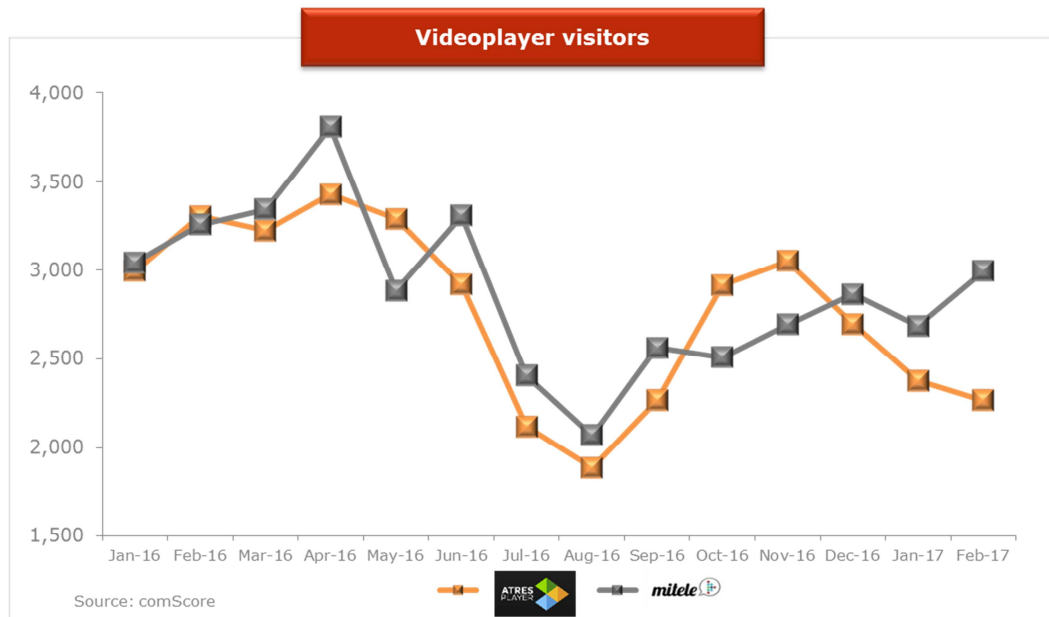 Videoplayer visitors
4,000
3,500
3,000
2,500
2,000
1,500
Jan-16 Feb-16 Mar-16 Apr-16 May-16 Jun-16 Jul-16 Aug-16 Sep-16 Oct-16 Nov-16 Dec-16 Jan-17 Feb-17
ATRES
PLAYER
mitele
Source: comScore